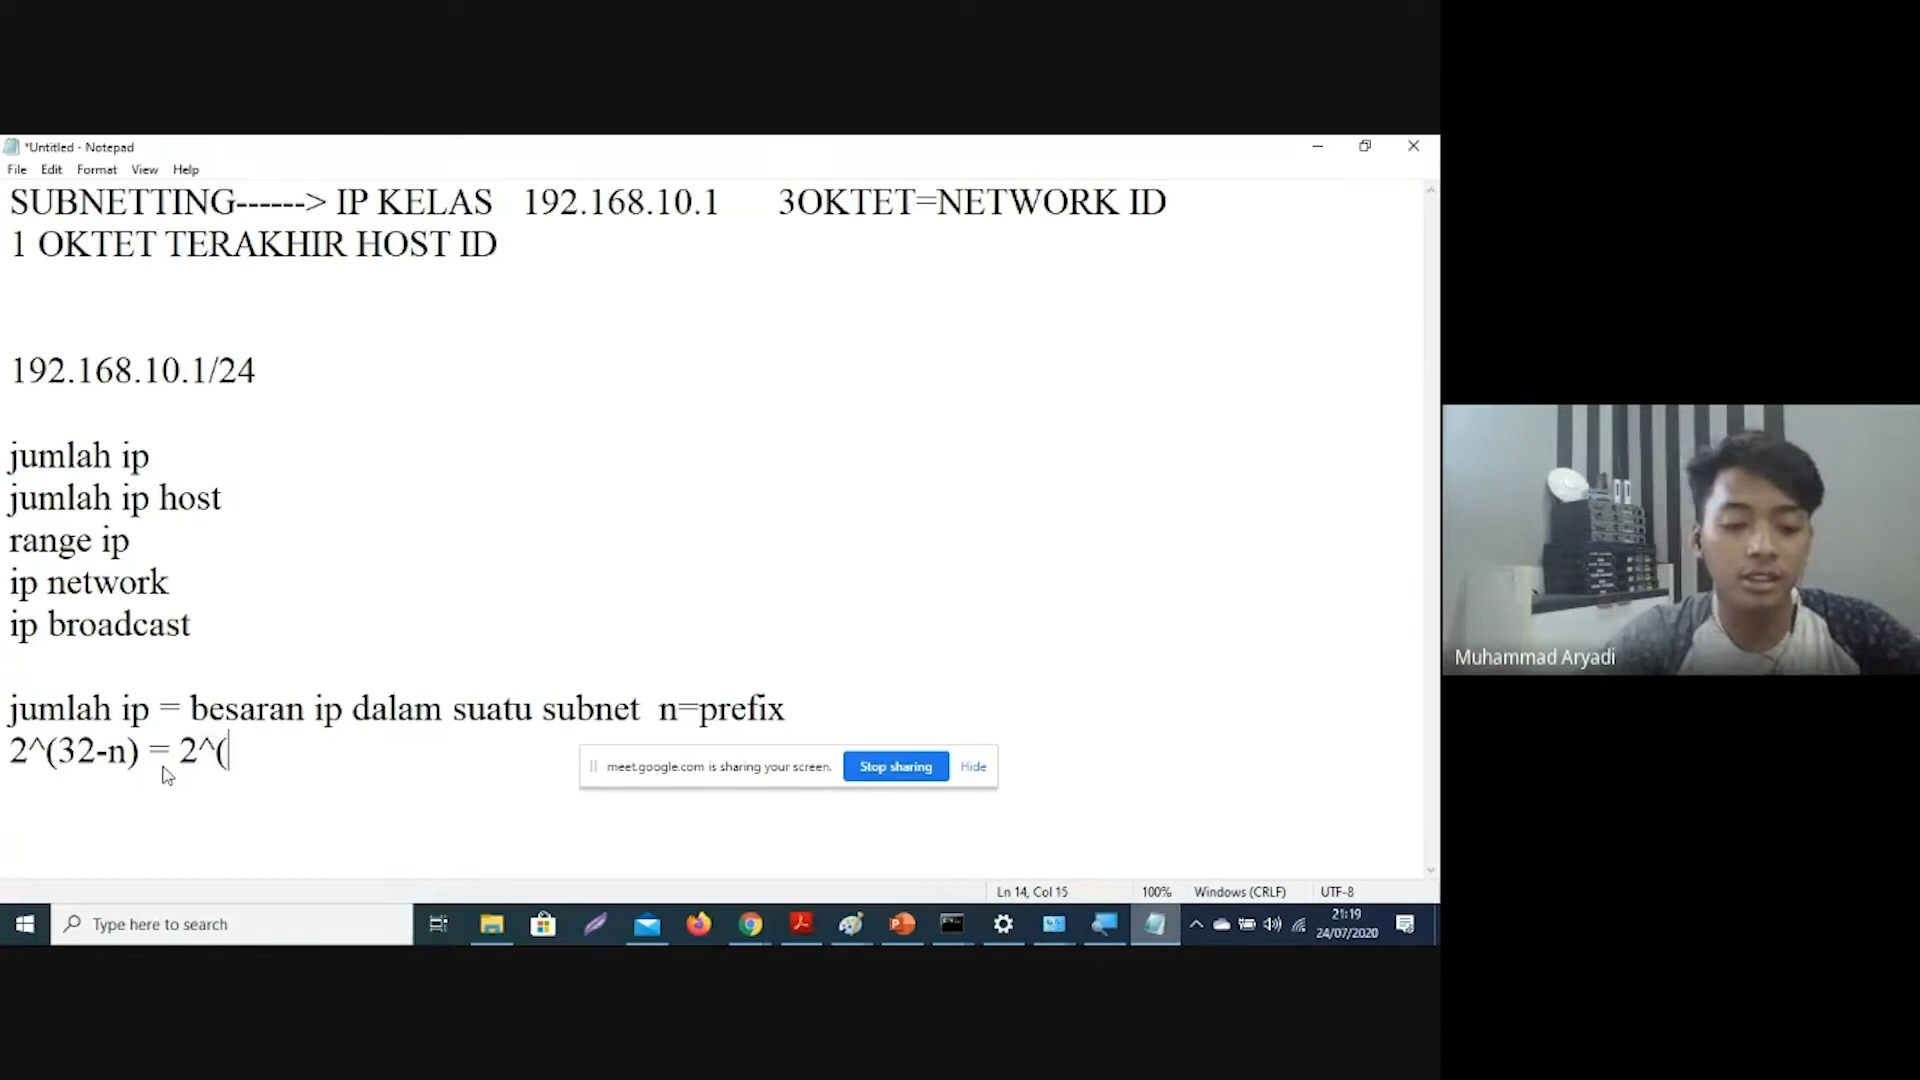 *Untitled - Notepad
File Edit Format View Help
SUBNETTING------> IP KELAS 192.168.10.1 3OKTET=NETWORK ID
1 OKTET TERAKHIR HOST ID
192.168.10.1/24
jumlah ip
jumlah ip host
range ip
ip network
ip broadcast
jumlah ip = besaran ip dalam suatu subnet n=prefix
2^(32-n) = 2^(
meet.google.com is sharing your screen. Stop sharing Hide
Muhammad Aryadi
Ln 14, Col 15 100% Windows (CRLF) UTF-8
Type here to search
21:19
24/07/2020